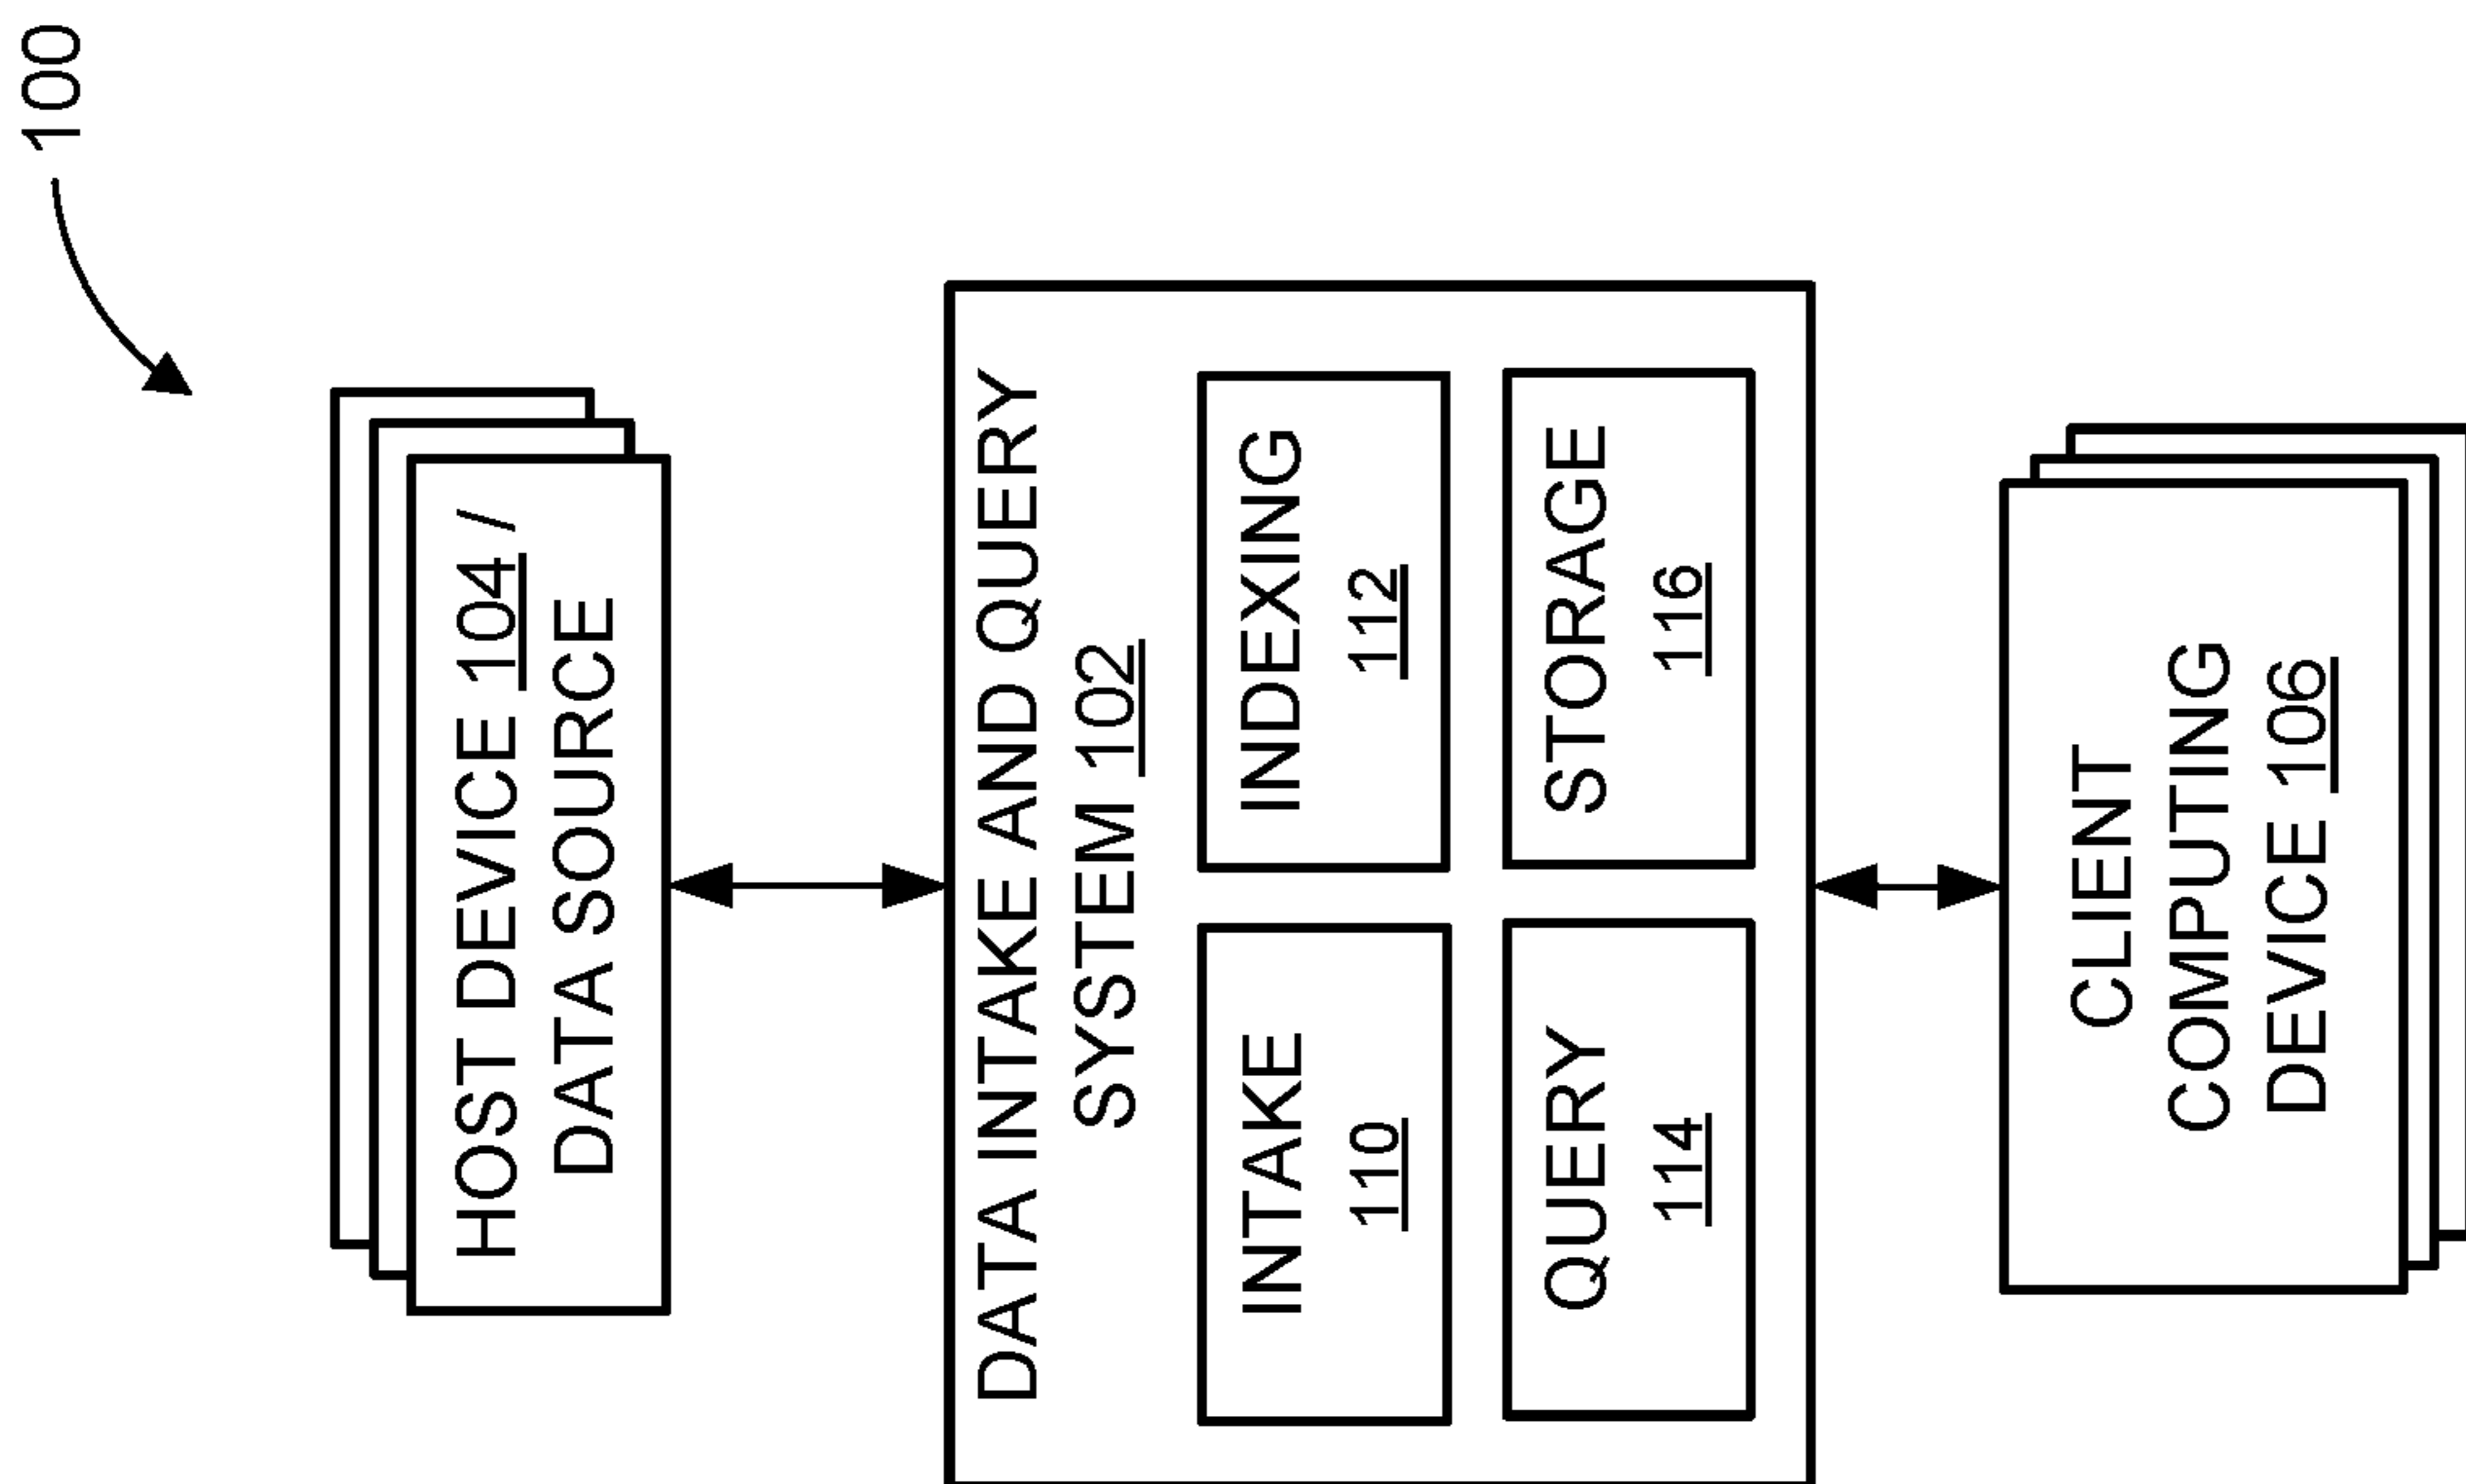 100
HOST DEVICE 104 /
DATA SOURCE
DATA INTAKE AND QUERY
SYSTEM 102
INTAKE
110
INDEXING
112
QUERY
114
STORAGE
116
CLIENT
COMPUTING
DEVICE 106